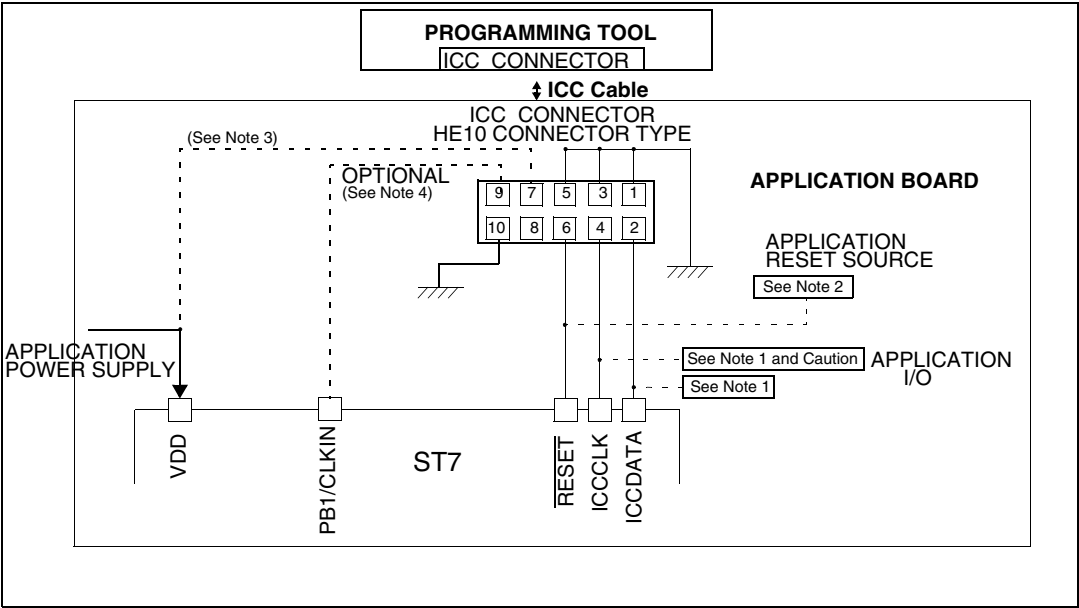 PROGRAMMING TOOL
ICC CONNECTOR
ICC Cable
ICC CONNECTOR
HE10 CONNECTOR TYPE
(See Note 3)
OPTIONAL
(See Note 4)
9 7 5 3 1
10 8 6 4 2
APPLICATION BOARD
APPLICATION
RESET SOURCE
See Note 2
APPLICATION
POWER SUPPLY
See Note 1 and Caution
APPLICATION
I/O
See Note 1
VDD
PB1/CLKIN
ST7
RESET
ICCCLK
ICCDATA